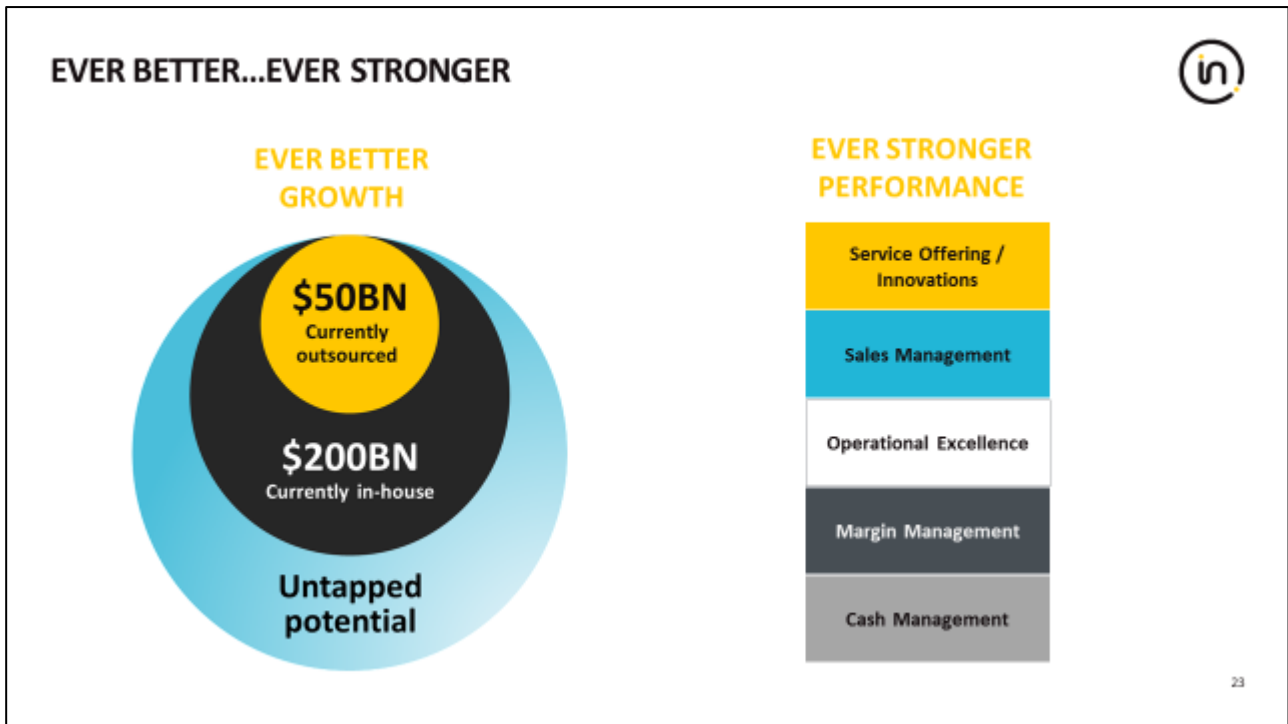 EVER BETTER...EVER STRONGER
in
EVER BETTER
GROWTH
$50BN
Currently
outsourced
$200BN
Currently in-house
Untapped
potential
EVER STRONGER
PERFORMANCE
Service Offering /
Innovations
Sales Management
Operational Excellence
Margin Management
Cash Management
23